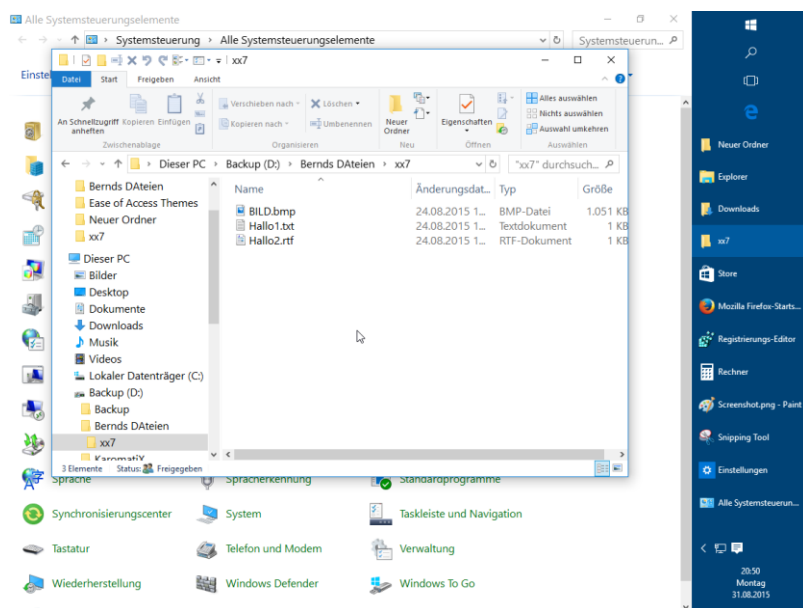 Alle Systemsteuerungselemente
Systemsteuerung > Alle Systemsteuerungselemente
Systemsteuerun...
Einste
xx7
Datei Start Freigeben Ansicht
An Schnellzugriff anheften
Kopieren
Einfügen
Verschieben nach
Kopieren nach
Löschen
Umbenennen
Neuer Ordner
Eigenschaften
Alles auswählen
Nichts auswählen
Auswahl umkehren
Zwischenablage Organisieren Neu Öffnen Auswählen
Dieser PC > Backup (D:) > Bernds DAteien > xx7
"xx7" durchsuch...
Bernds DAteien
Ease of Access Themes
Neuer Ordner
xx7
Dieser PC
Bilder
Desktop
Dokumente
Downloads
Musik
Videos
Lokaler Datenträger (C:)
Backup (D:)
Backup
Bernds DAteien
xx7
KaromatiX
Name Änderungsdat... Typ Größe
BILD.bmp 24.08.2015 1... BMP-Datei 1.051 KB
Hallo1.txt 24.08.2015 1... Textdokument 1 KB
Hallo2.rtf 24.08.2015 1... RTF-Dokument 1 KB
3 Elemente Status: Freigegeben
Sprache Spracherkennung Standardprogramme
Synchronisierungscenter System Taskleiste und Navigation
Tastatur Telefon und Modem Verwaltung
Wiederherstellung Windows Defender Windows To Go
Neuer Ordner
Explorer
Downloads
xx7
Store
Mozilla Firefox-Starts...
Registrierungs-Editor
Rechner
Screenshot.png - Paint
Snipping Tool
Einstellungen
Alle Systemsteuerun...
20:50
Montag
31.08.2015